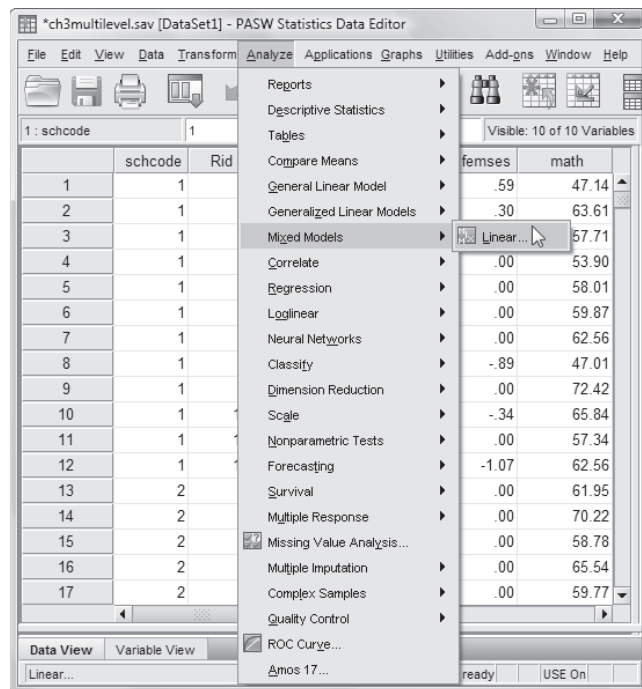 *ch3multilevel.sav [DataSet1] - PASW Statistics Data Editor
File Edit View Data Transform Analyze Applications Graphs Utilities Add-ons Window Help
1 : schcode 1 Visible: 10 of 10 Variables
schcode Rid femses math
1 1 .59 47.14
2 1 .30 63.61
3 1 57.71
4 1 .00 53.90
5 1 .00 58.01
6 1 .00 59.87
7 1 .00 62.56
8 1 -.89 47.01
9 1 .00 72.42
10 1 1 -.34 65.84
11 1 1 .00 57.34
12 1 1 -1.07 62.56
13 2 .00 61.95
14 2 .00 70.22
15 2 .00 58.78
16 2 .00 65.54
17 2 .00 59.77
Reports
Descriptive Statistics
Tables
Compare Means
General Linear Model
Generalized Linear Models
Mixed Models
Linear...
Correlate
Regression
Loglinear
Neural Networks
Classify
Dimension Reduction
Scale
Nonparametric Tests
Forecasting
Survival
Multiple Response
Missing Value Analysis...
Multiple Imputation
Complex Samples
Quality Control
ROC Curve...
Amos 17...
Data View Variable View
Linear... ready USE On